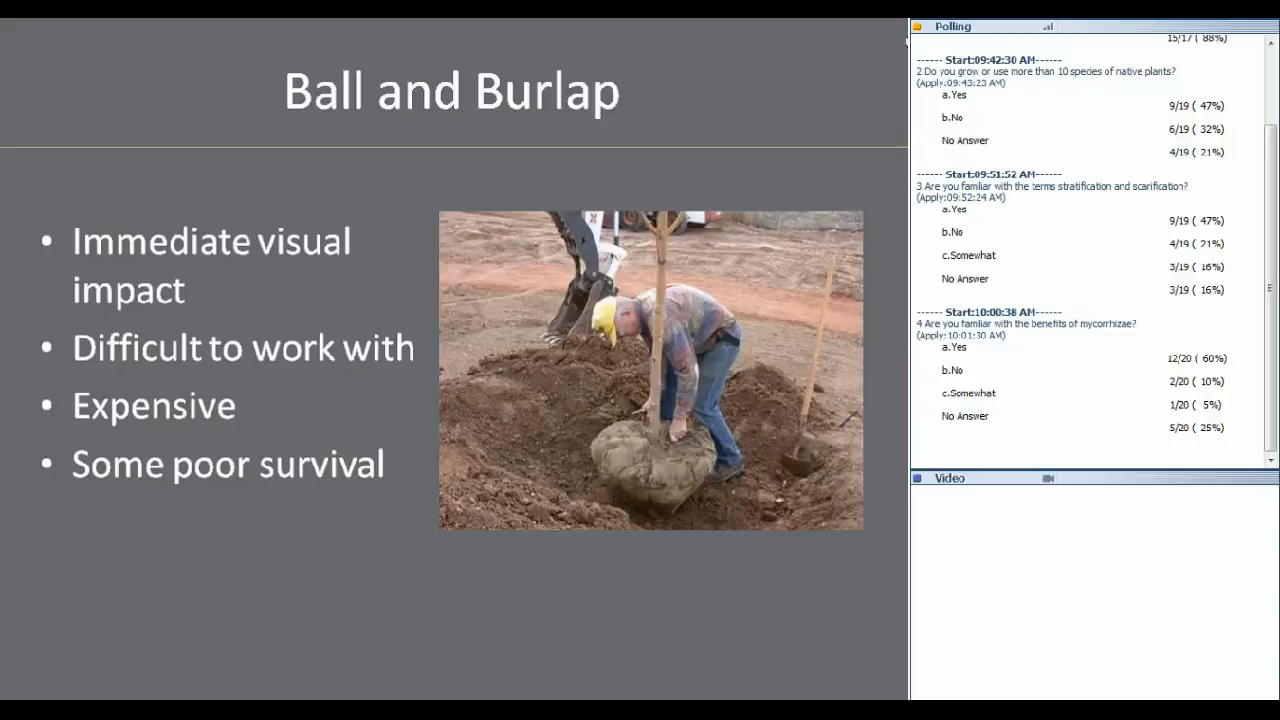 Ball and Burlap
• Immediate visual
impact
• Difficult to work with
• Expensive
• Some poor survival
Polling
15/17 ( 88%)
------ Start:09:42:30 AM------
2.Do you grow or use more than 10 species of native plants?
(Apply:09:43:23 AM)
a.Yes
9/19 ( 47%)
b.No
6/19 ( 32%)
No Answer
4/19 ( 21%)
------ Start:09:51:52 AM------
3.Are you familiar with the terms stratification and scarification?
(Apply:09:52:24 AM)
a.Yes
9/19 ( 47%)
b.No
4/19 ( 21%)
c.Somewhat
3/19 ( 16%)
No Answer
3/19 ( 16%)
------ Start:10:00:38 AM------
4.Are you familiar with the benefits of mycorrhizae?
(Apply:10:01:30 AM)
a.Yes
12/20 ( 60%)
b.No
2/20 ( 10%)
c.Somewhat
1/20 ( 5%)
No Answer
5/20 ( 25%)
Video